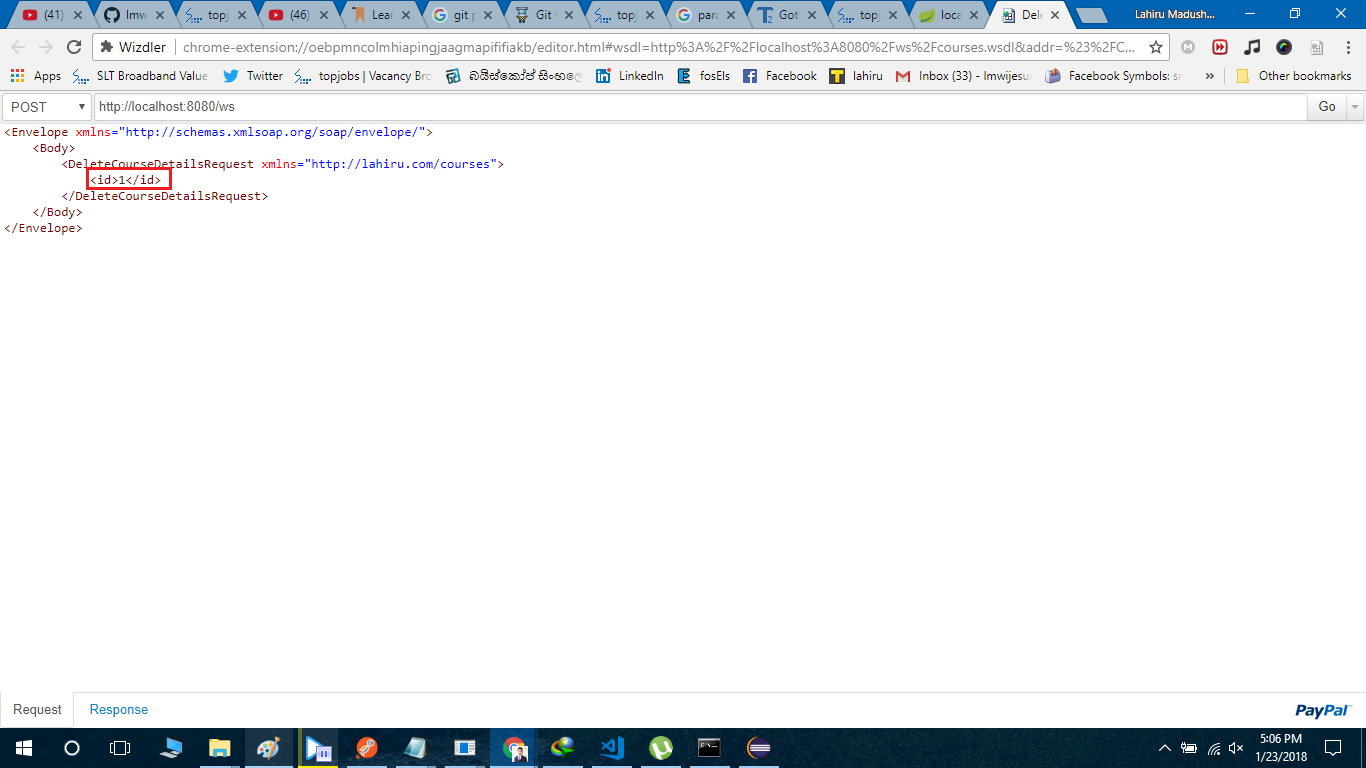 (41)
Imw
topj
(46)
Lear
git p
Git
topj
para
Got
topj
loca
Dele
Lahiru Madush...
Wizdler
chrome-extension://oebpmncolmhiapingjaagmapififiakb/editor.html#wsdl=http%3A%2F%2Flocalhost%3A8080%2Fws%2Fcourses.wsdl&addr=%23%2FC...
Apps
SLT Broadband Value
Twitter
topjobs | Vacancy Bro
බයිස්කෝප් සිංහලෙ
LinkedIn
fosEls
Facebook
lahiru
Inbox (33) - lmwijesu
Facebook Symbols: sr
»
Other bookmarks
POST
http://localhost:8080/ws
Go
<Envelope xmlns="http://schemas.xmlsoap.org/soap/envelope/">
<Body>
<DeleteCourseDetailsRequest xmlns="http://lahiru.com/courses">
<id>1</id>
</DeleteCourseDetailsRequest>
</Body>
</Envelope>
Request
Response
PayPal
5:06 PM
1/23/2018